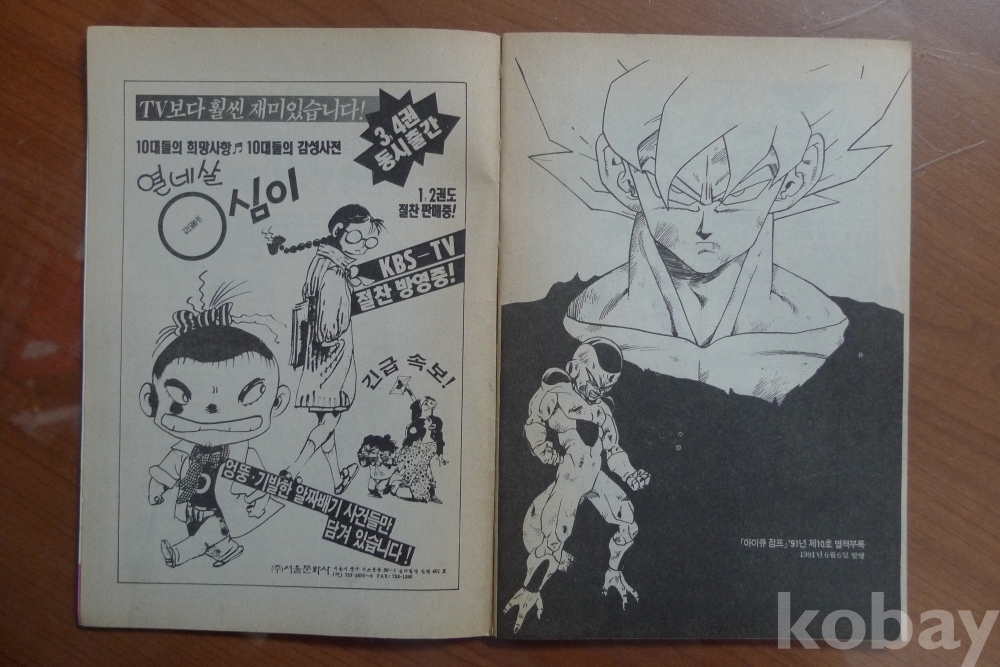 TV보다 훨씬 재미있습니다!
3, 4권
동시출간
10대들의 희망사항♬ 10대들의 감성사전
열네살
심이
1, 2권도
절찬 판매중!
KBS-TV
절찬 방영중!
긴급 속보!
엉뚱·기발한 알짜배기 사건들만
담겨 있습니다!
(주)서울문화사
「아이큐 점프」'91년 제10호 별책부록
1991년 6월 6일 발행
kobay